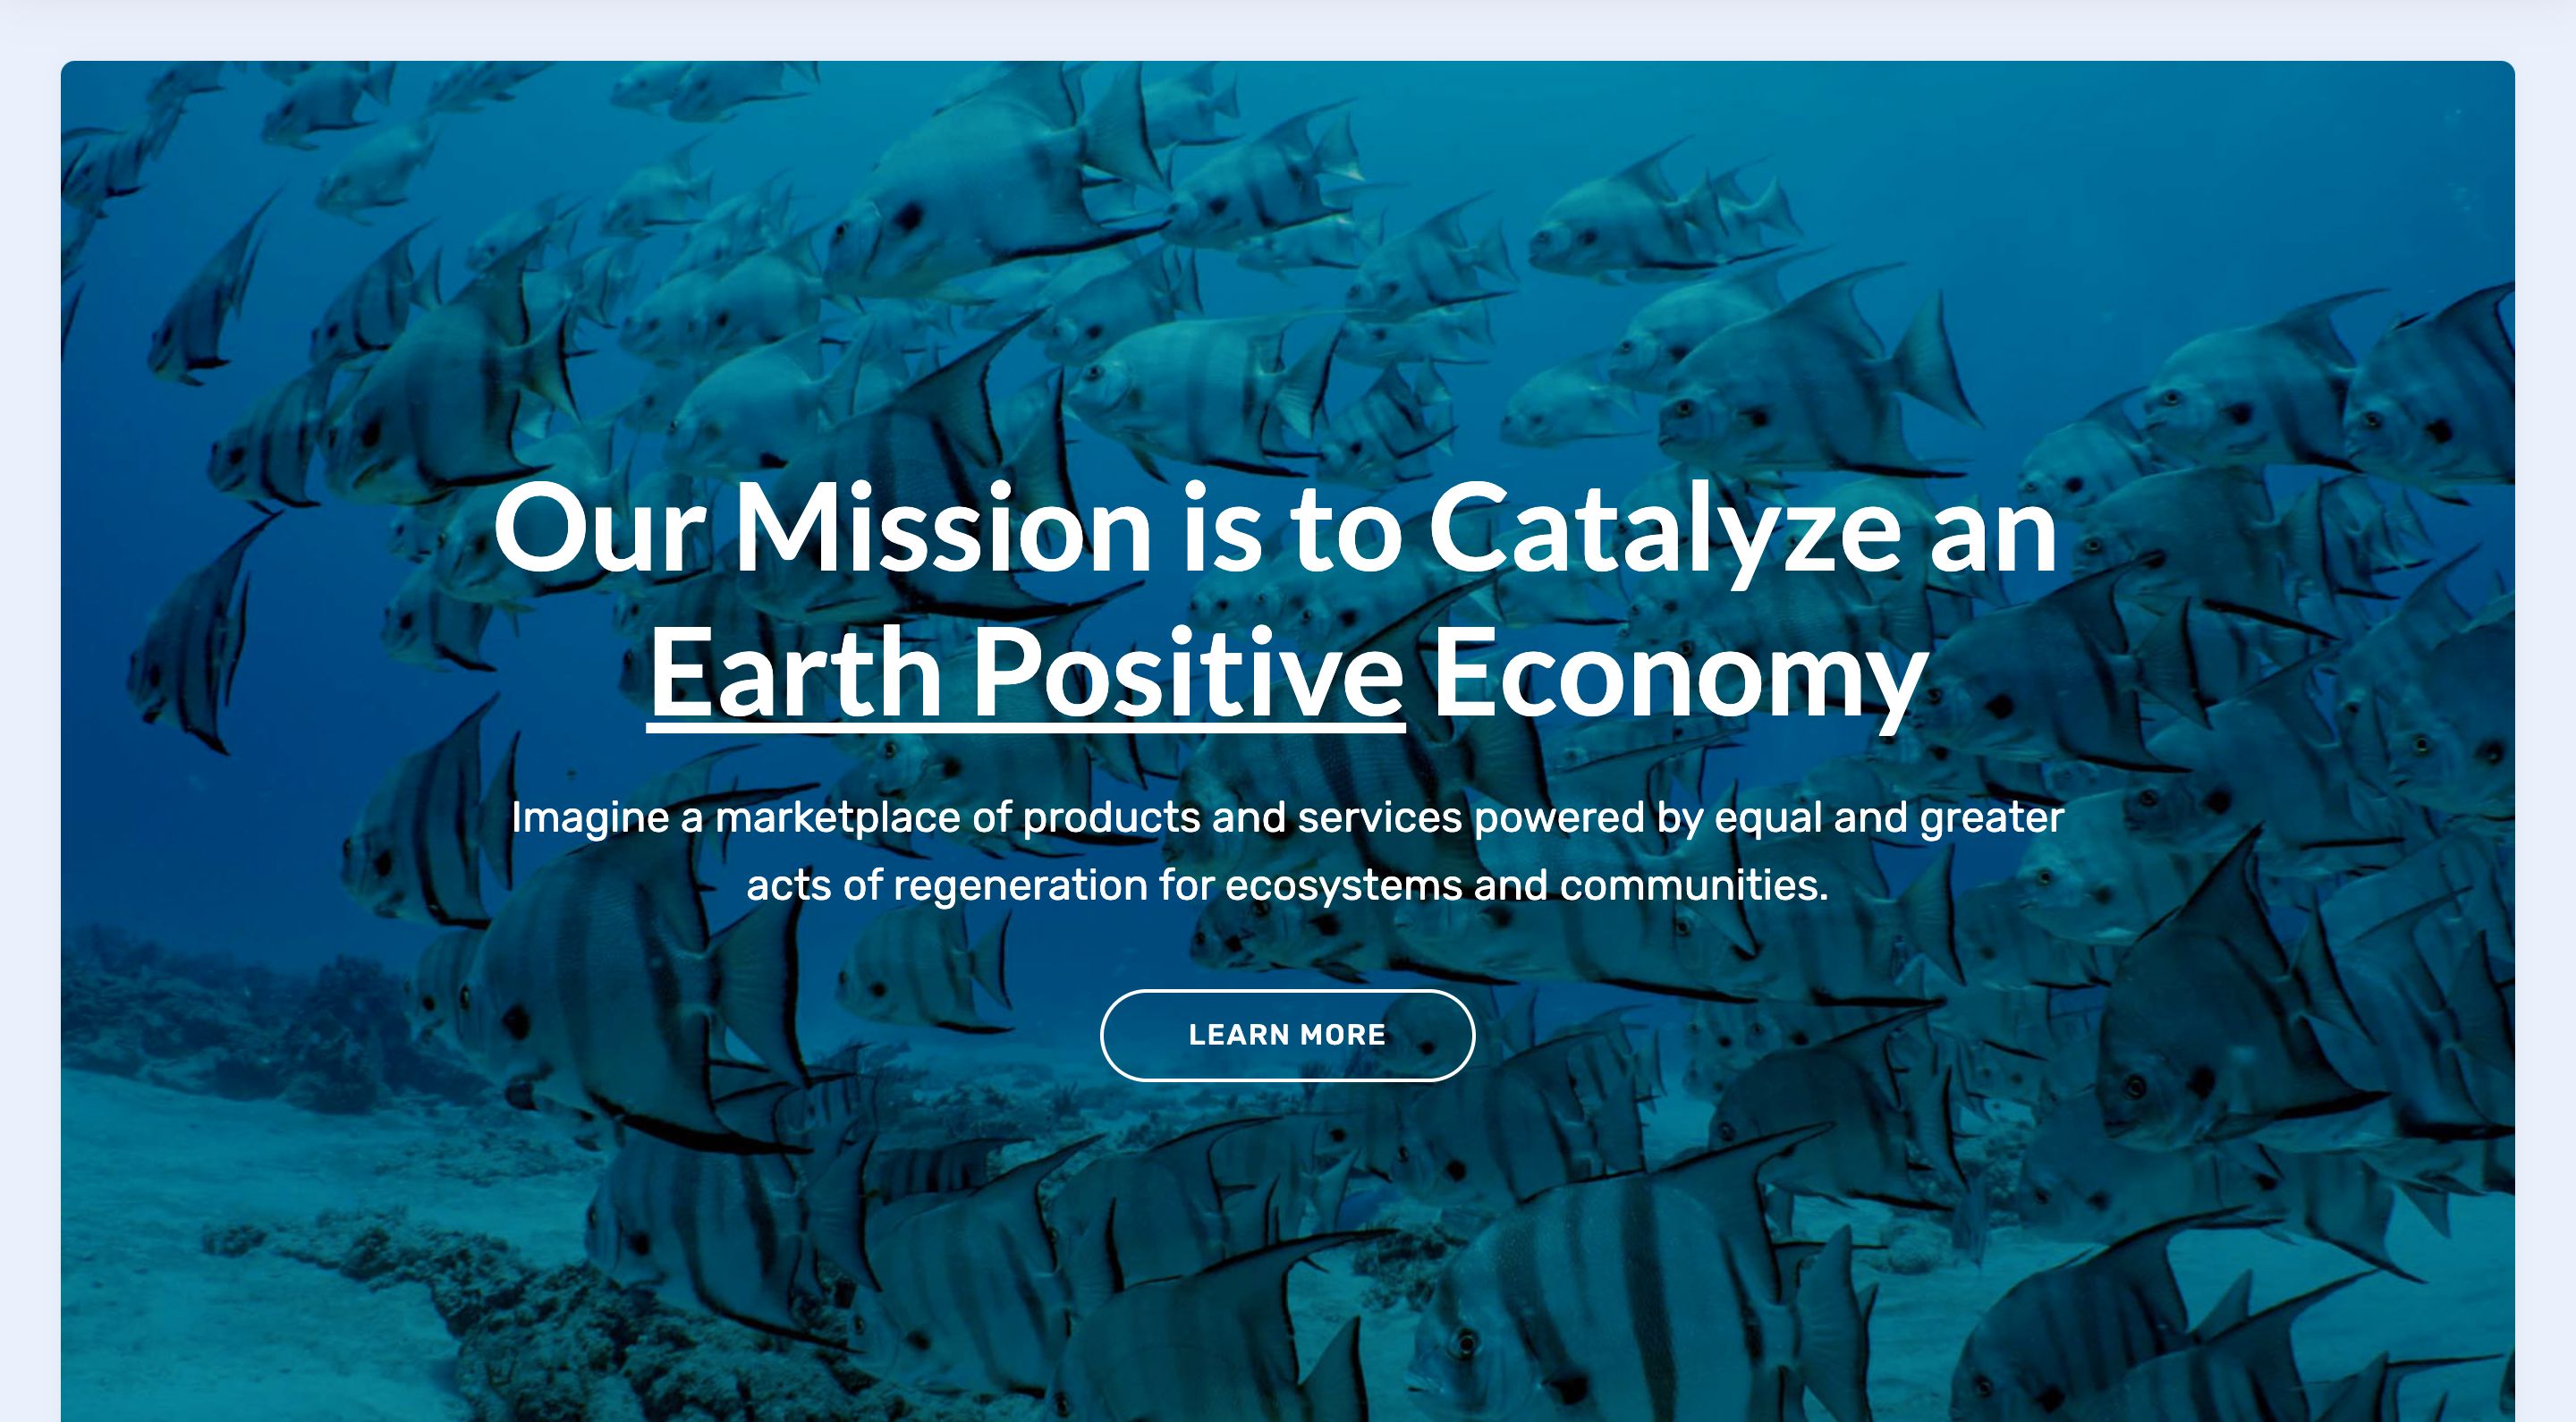 Our Mission is to Catalyze an
Earth Positive Economy
Imagine a marketplace of products and services powered by equal and greater
acts of regeneration for ecosystems and communities.
LEARN MORE